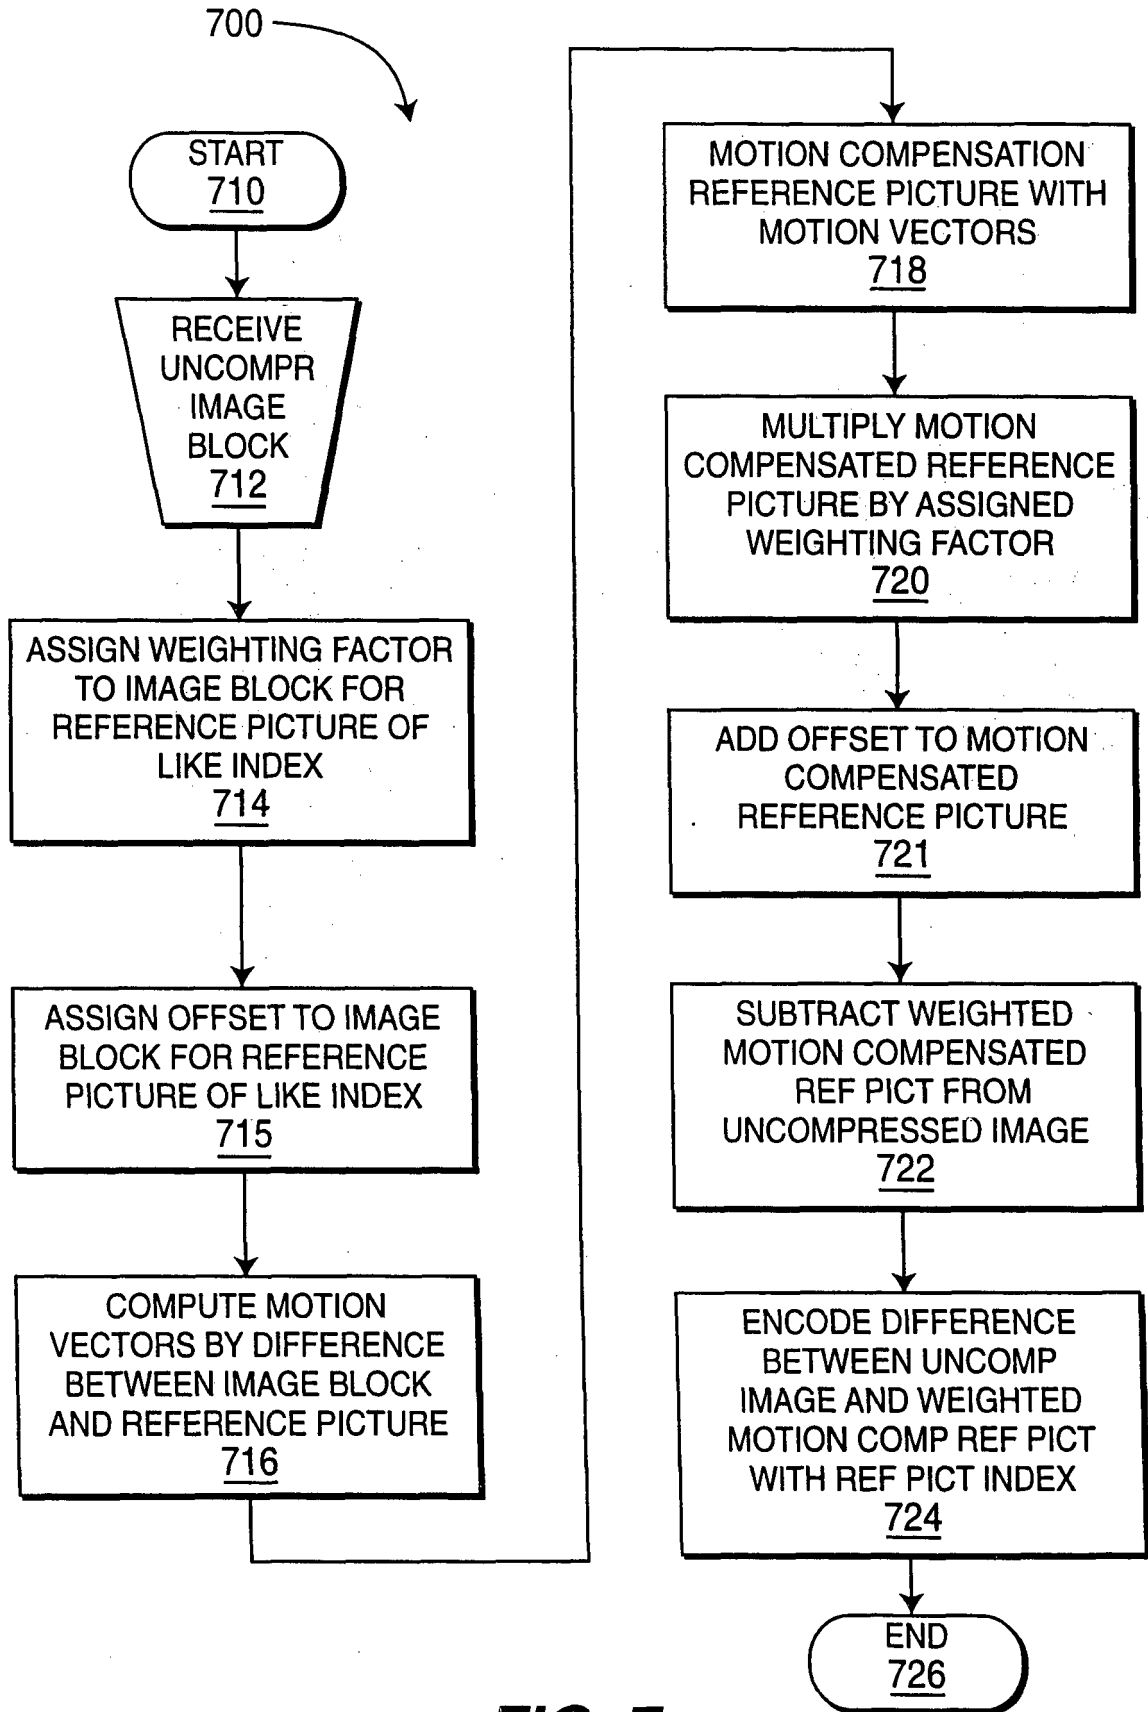 700
START
710
RECEIVE
UNCOMPR
IMAGE
BLOCK
712
ASSIGN WEIGHTING FACTOR
TO IMAGE BLOCK FOR
REFERENCE PICTURE OF
LIKE INDEX
714
ASSIGN OFFSET TO IMAGE
BLOCK FOR REFERENCE
PICTURE OF LIKE INDEX
715
COMPUTE MOTION
VECTORS BY DIFFERENCE
BETWEEN IMAGE BLOCK
AND REFERENCE PICTURE
716
MOTION COMPENSATION
REFERENCE PICTURE WITH
MOTION VECTORS
718
MULTIPLY MOTION
COMPENSATED REFERENCE
PICTURE BY ASSIGNED
WEIGHTING FACTOR
720
ADD OFFSET TO MOTION
COMPENSATED
REFERENCE PICTURE
721
SUBTRACT WEIGHTED
MOTION COMPENSATED
REF PICT FROM
UNCOMPRESSED IMAGE
722
ENCODE DIFFERENCE
BETWEEN UNCOMP
IMAGE AND WEIGHTED
MOTION COMP REF PICT
WITH REF PICT INDEX
724
END
726